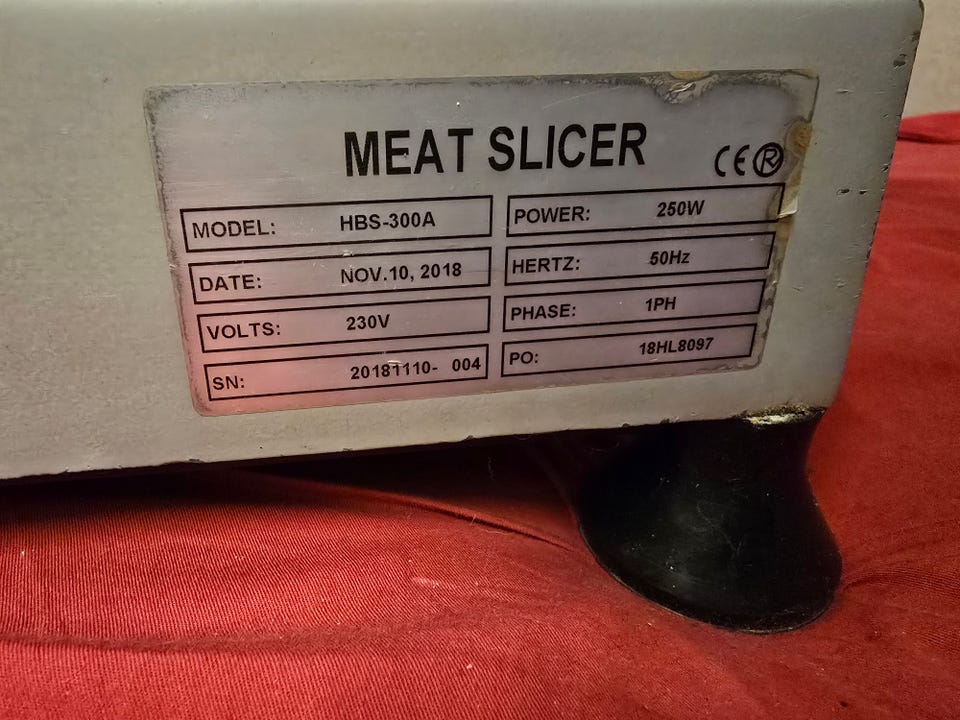 MEAT SLICER
CE ®
MODEL: HBS-300A
POWER: 250W
DATE: NOV.10, 2018
HERTZ: 50Hz
VOLTS: 230V
PHASE: 1PH
SN: 20181110- 004
PO: 18HL8097